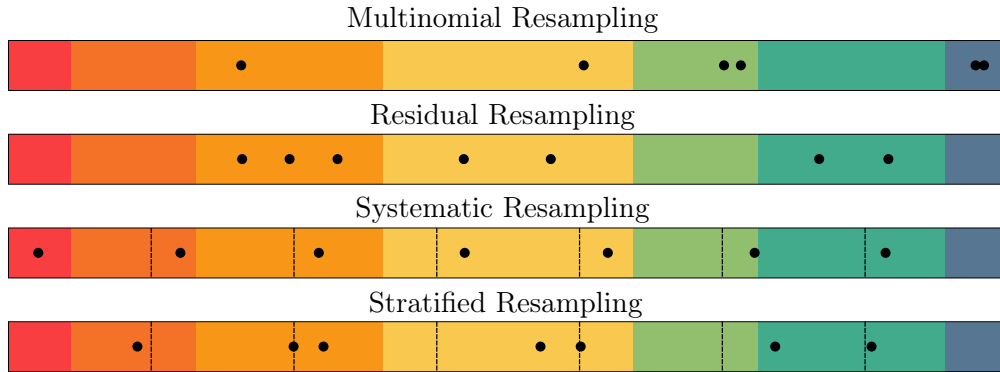 Multinomial Resampling
Residual Resampling
Systematic Resampling
Stratified Resampling